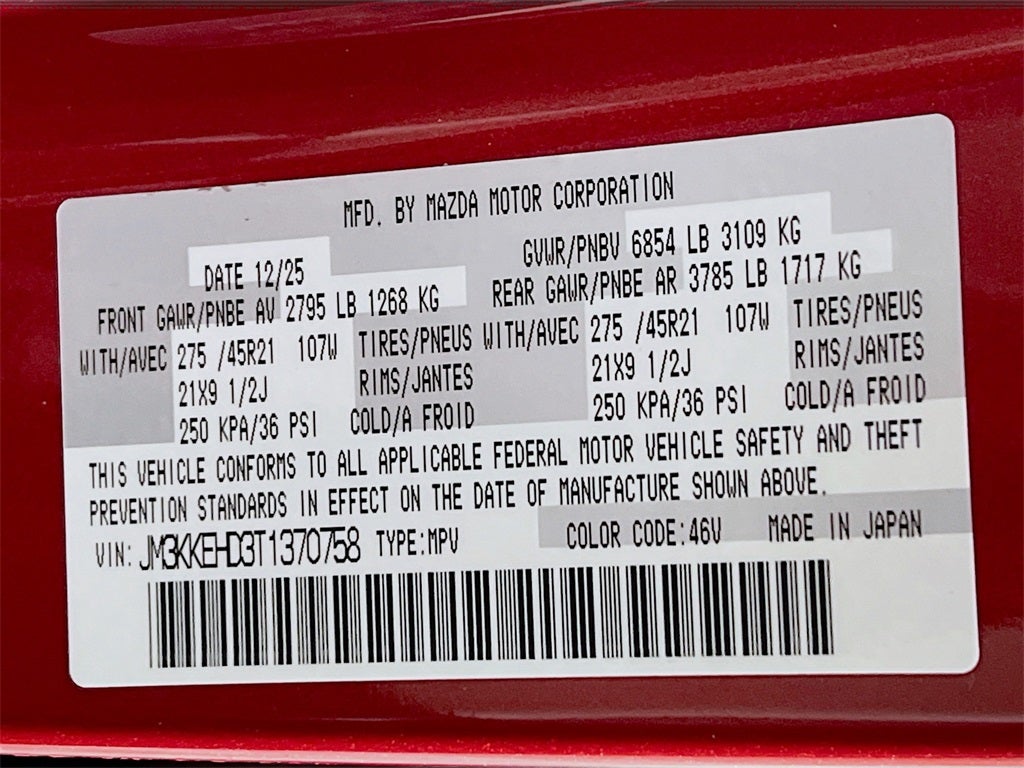 MFD. BY MAZDA MOTOR CORPORATION
DATE 12/25 GVWR/PNBV 6854 LB 3109 KG
FRONT GAWR/PNBE AV 2795 LB 1268 KG REAR GAWR/PNBE AR 3785 LB 1717 KG
WITH/AVEC 275 /45R21 107W TIRES/PNEUS WITH/AVEC 275 /45R21 107W TIRES/PNEUS
21X9 1/2J RIMS/JANTES 21X9 1/2J RIMS/JANTES
250 KPA/36 PSI COLD/A FROID 250 KPA/36 PSI COLD/A FROID
THIS VEHICLE CONFORMS TO ALL APPLICABLE FEDERAL MOTOR VEHICLE SAFETY AND THEFT
PREVENTION STANDARDS IN EFFECT ON THE DATE OF MANUFACTURE SHOWN ABOVE.
VIN: JM3KKEHD3T1370758 TYPE:MPV COLOR CODE:46V MADE IN JAPAN